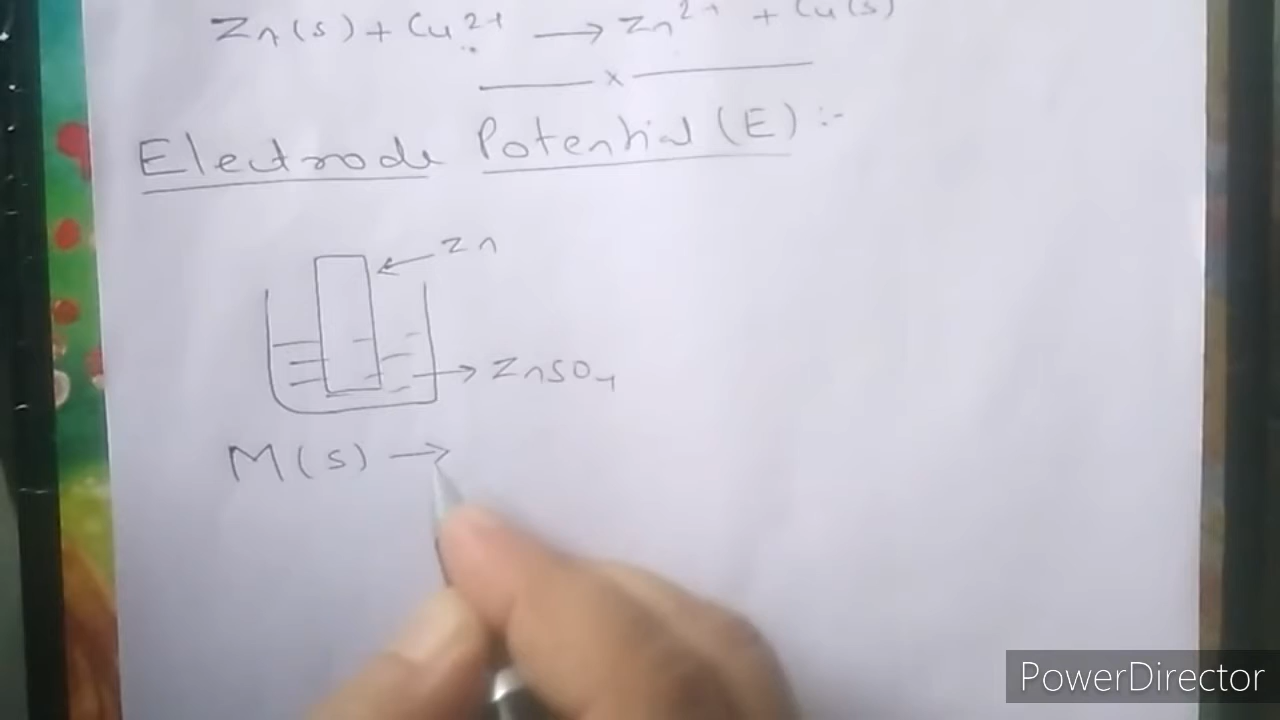 Zn(s) + Cu²⁺ → Zn²⁺ + Cu(s)
x
Electrode Potential (E) :-
Zn
ZnSO₄
M(s) →
PowerDirector